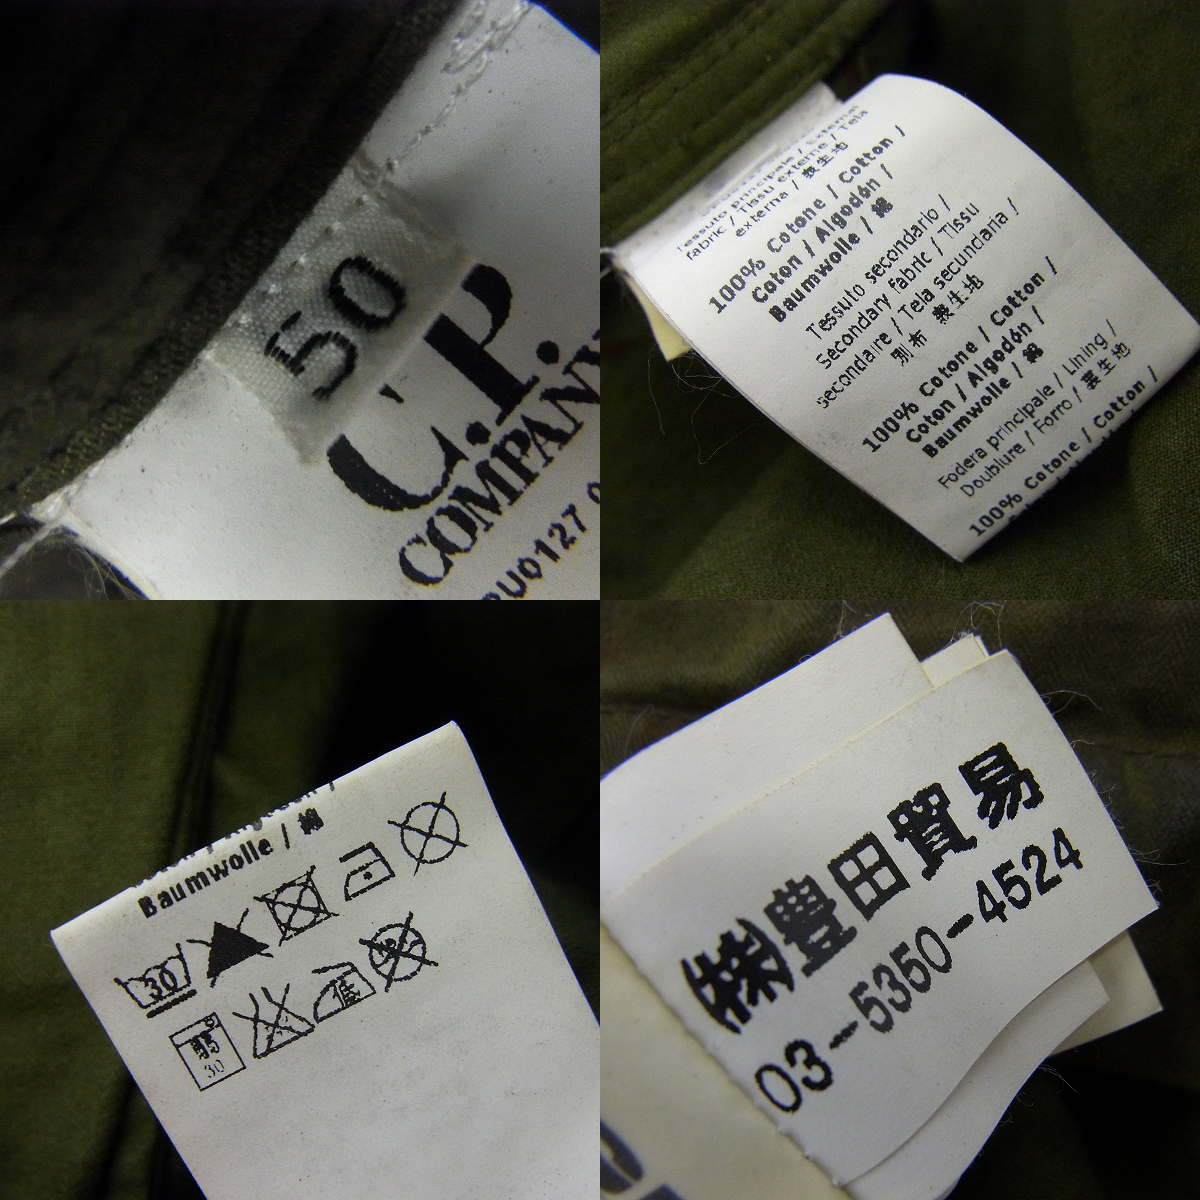 50
C.P.
COMPANY
Tessuto principale / External
fabric / Tissu externe / Tela
externa / 表生地
100% Cotone / Cotton /
Coton / Algodón /
Baumwolle / 綿
Tessuto secondario /
Secondary fabric / Tissu
secondaire / Tela secundaria /
別布 表生地
100% Cotone / Cotton /
Coton / Algodón /
Baumwolle / 綿
Fodera principale / Lining /
Doublure / Forro / 裏生地
100% Cotone / Cotton /
Baumwolle / 綿
30
低
30
㈱豊田貿易
03-5350-4524